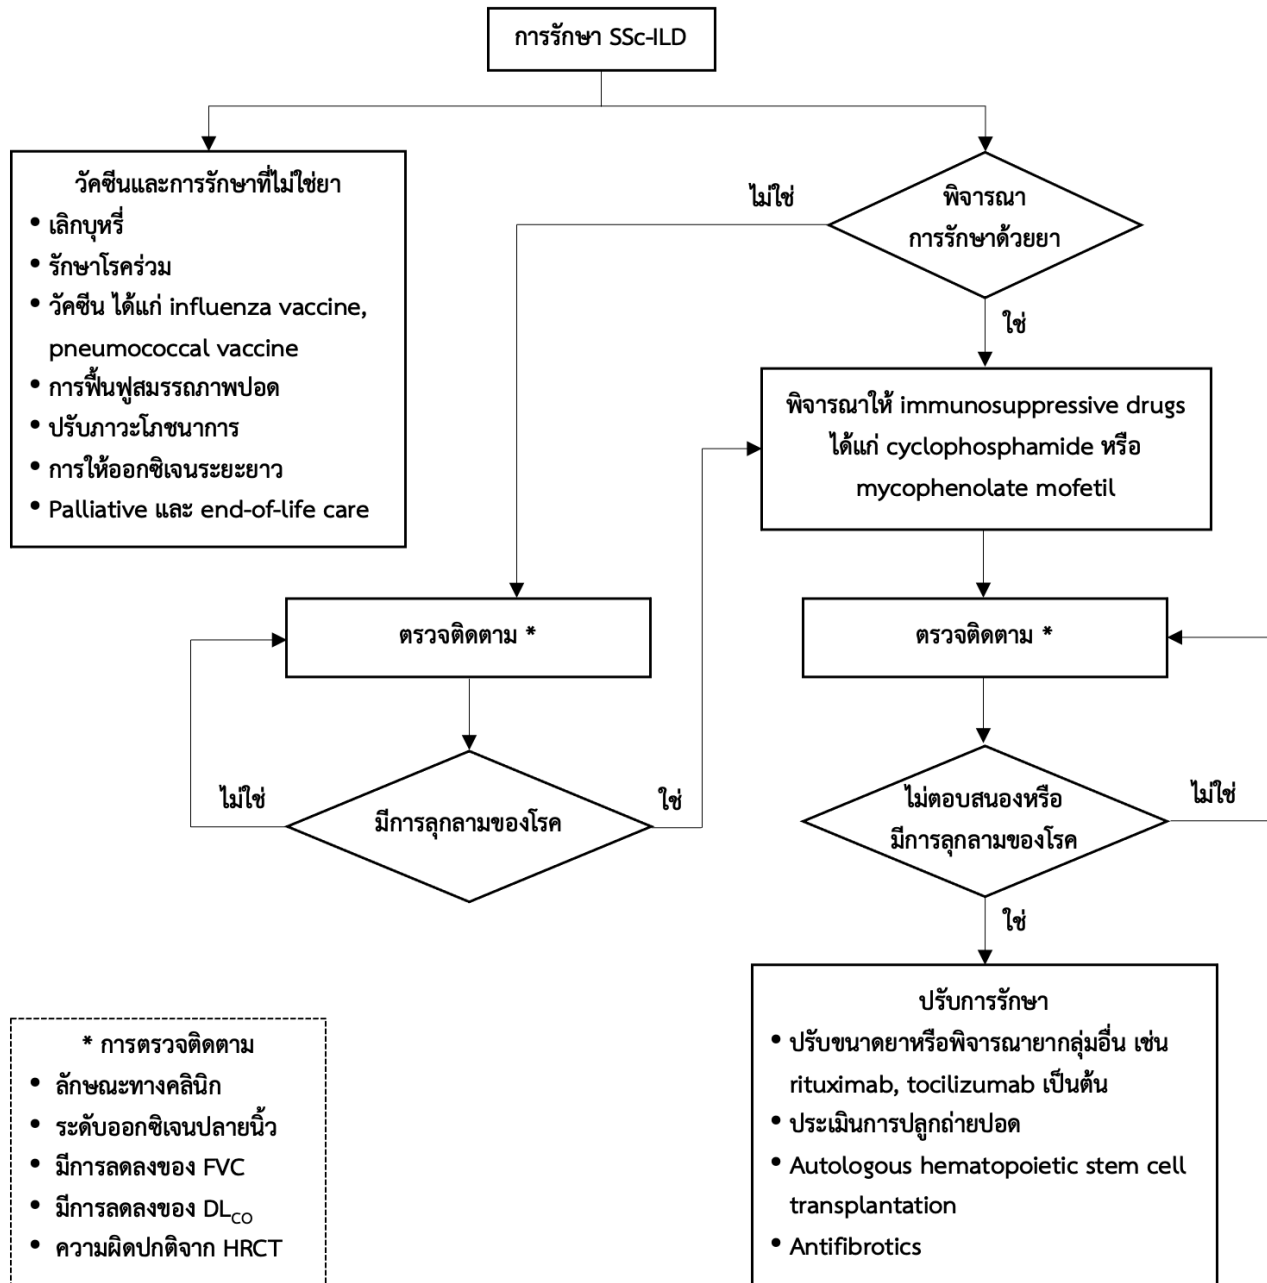 การรักษา SSc-ILD
วัคซีนและการรักษาที่ไม่ใช่ยา
• เลิกบุหรี่
• รักษาโรคร่วม
• วัคซีน ได้แก่ influenza vaccine,
pneumococcal vaccine
• การฟื้นฟูสมรรถภาพปอด
• ปรับภาวะโภชนาการ
• การให้ออกซิเจนระยะยาว
• Palliative และ end-of-life care
พิจารณา
การรักษาด้วยยา
ไม่ใช่
ใช่
พิจารณาให้ immunosuppressive drugs
ได้แก่ cyclophosphamide หรือ
mycophenolate mofetil
ตรวจติดตาม *
ตรวจติดตาม *
มีการลุกลามของโรค
ไม่ใช่
ใช่
ไม่ตอบสนองหรือ
มีการลุกลามของโรค
ไม่ใช่
ใช่
ปรับการรักษา
• ปรับขนาดยาหรือพิจารณายากลุ่มอื่น เช่น
rituximab, tocilizumab เป็นต้น
• ประเมินการปลูกถ่ายปอด
• Autologous hematopoietic stem cell
transplantation
• Antifibrotics
* การตรวจติดตาม
• ลักษณะทางคลินิก
• ระดับออกซิเจนปลายนิ้ว
• มีการลดลงของ FVC
• มีการลดลงของ DLCO
• ความผิดปกติจาก HRCT